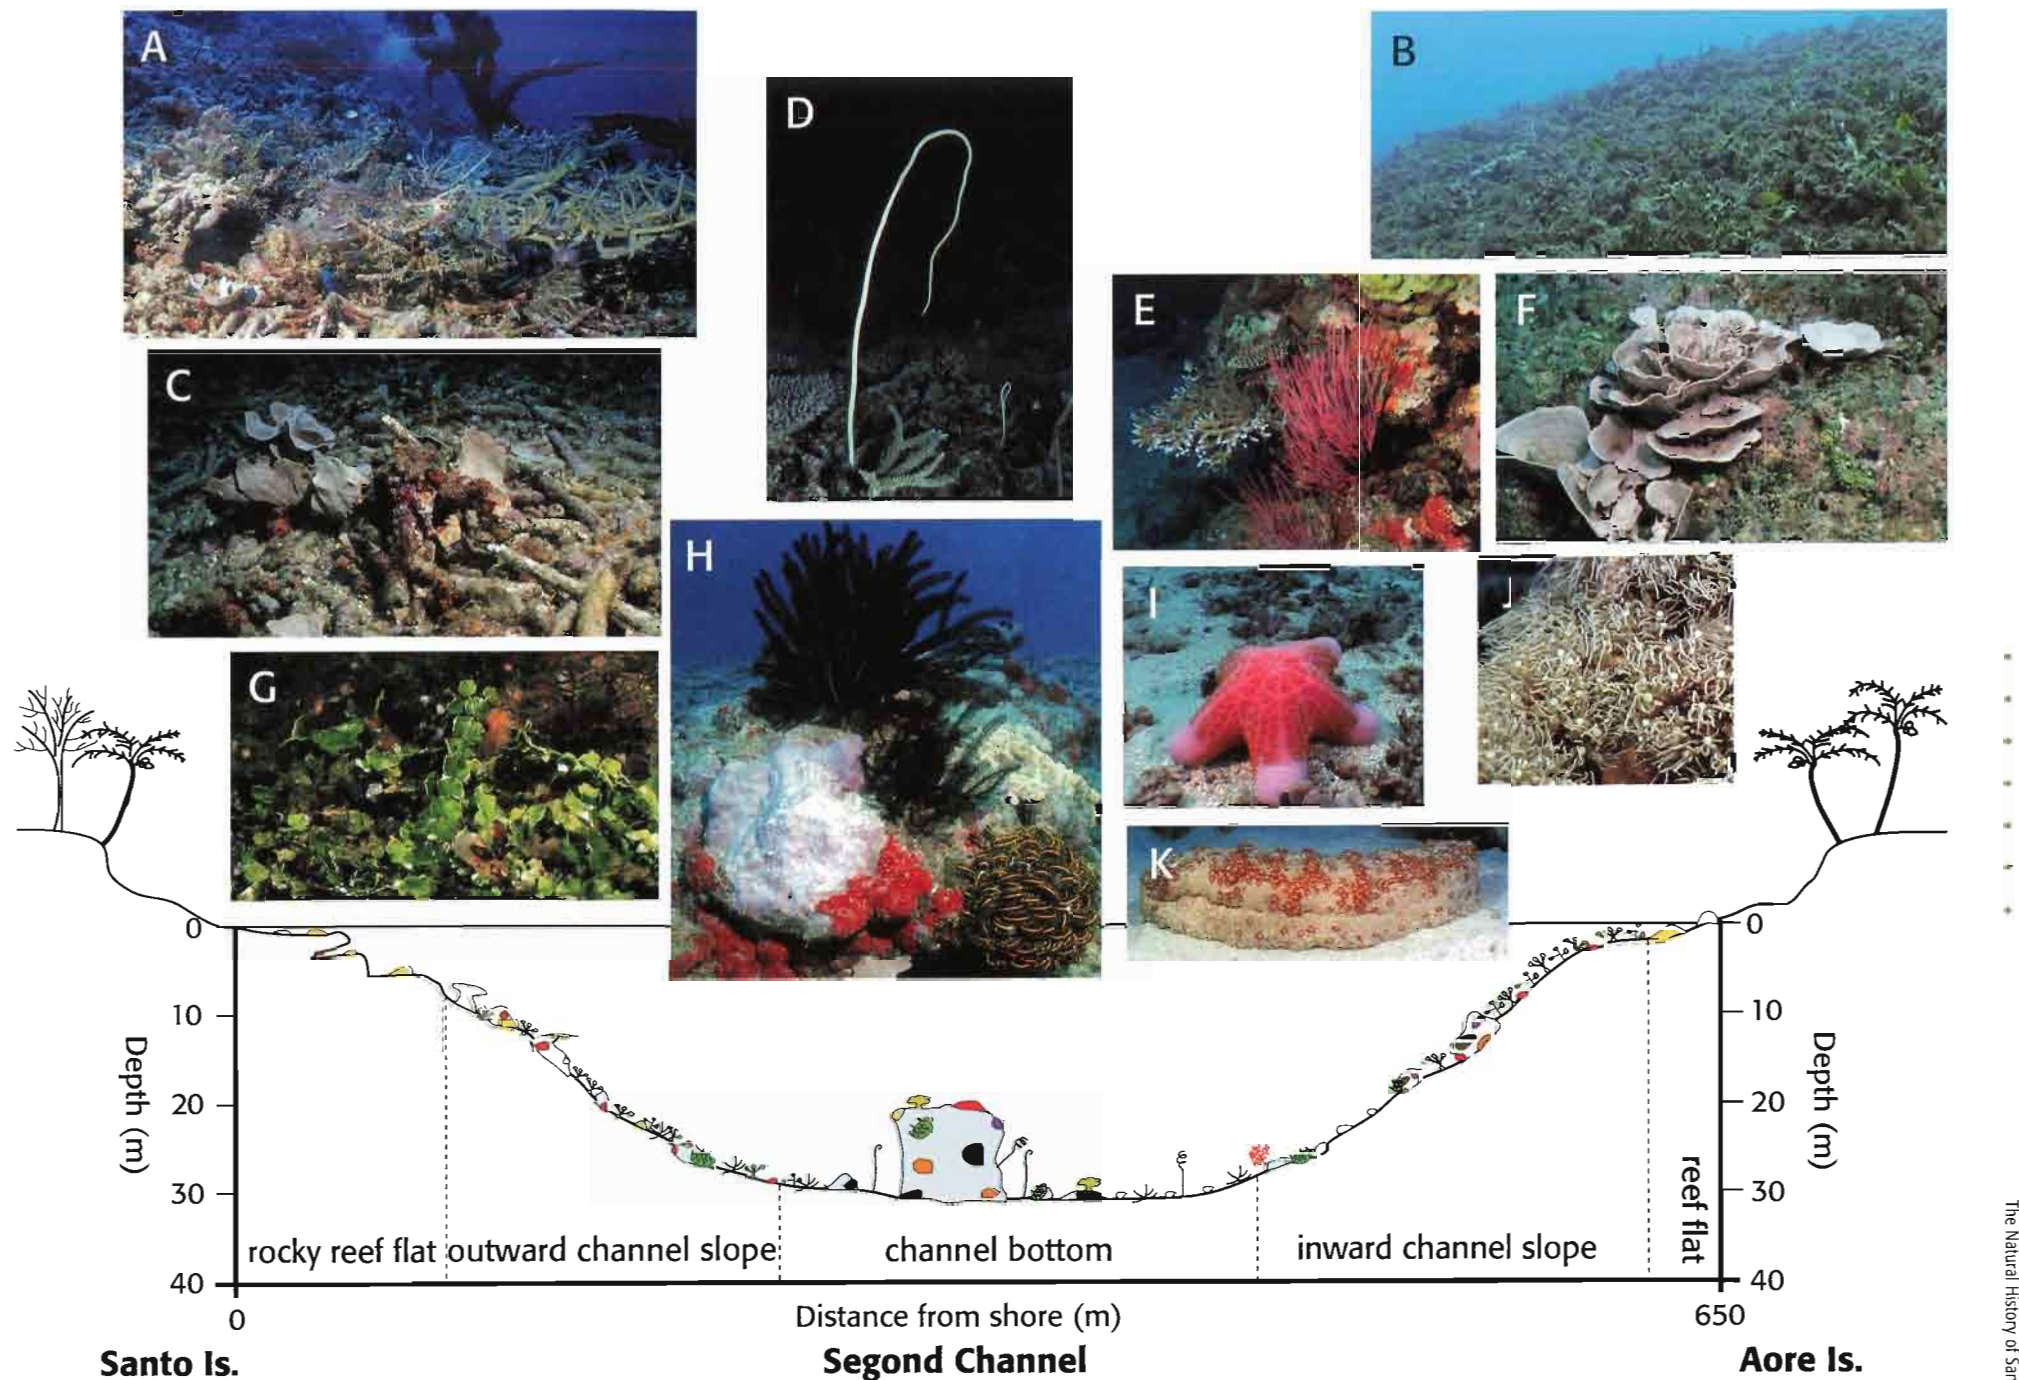 A
B
C
D
E
F
G
H
I
J
K
0
10
20
30
40
Depth (m)
0
10
20
30
40
Depth (m)
rocky reef flat
outward channel slope
channel bottom
inward channel slope
reef flat
0
Distance from shore (m)
650
Santo Is.
Segond Channel
Aore Is.
The Natural History of